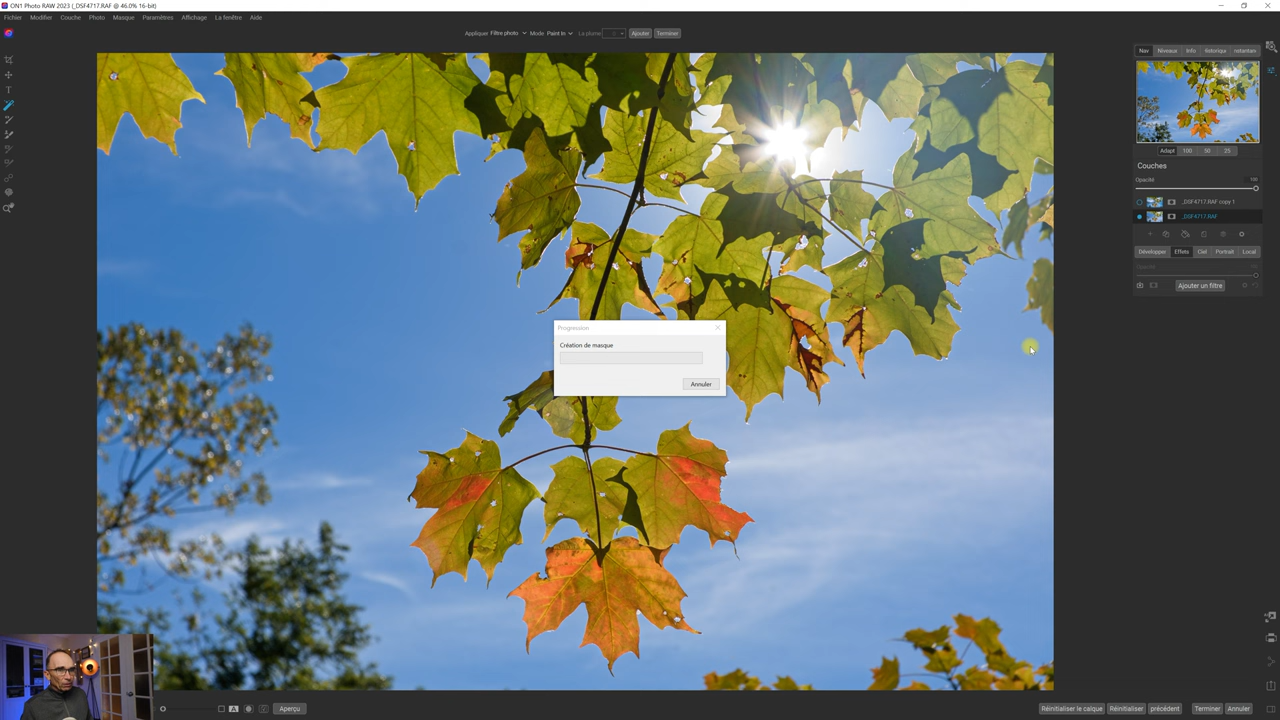 ON1 Photo RAW 2023 (_DSF4717.RAF @ 46.0% 16-bit)
Fichier Modifier Couche Photo Masque Paramètres Affichage La fenêtre Aide
Appliquer Filtre photo Mode Paint In La plume Ajouter Terminer
Nav Niveaux Info
Adapt 100 50 25
Couches
Opacité 100
_DSF4717.RAF copy 1
_DSF4717.RAF
Développer Effets Ciel Portrait Local
Opacité
Ajouter un filtre
Progression
Création de masque
Annuler
A Aperçu
Réinitialiser le calque Réinitialiser précédent Terminer Annuler